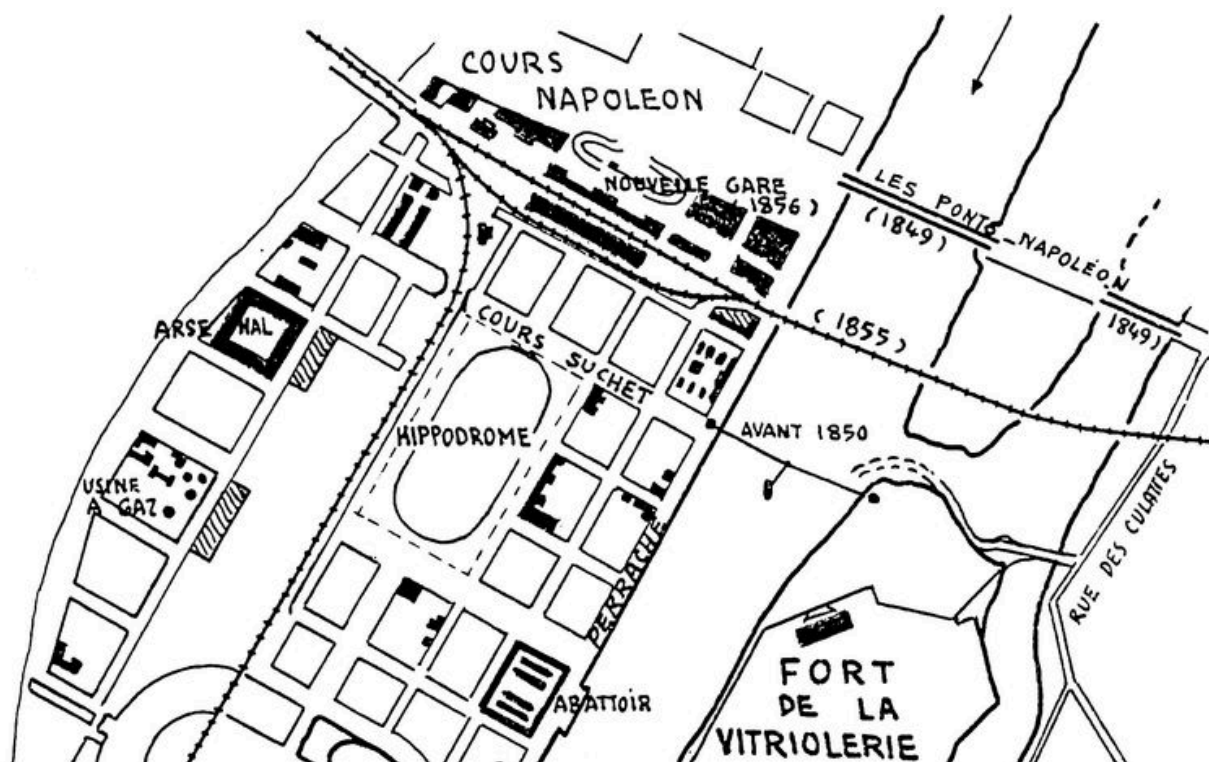 COURS
NAPOLEON
NOUVELLE GARE
(1856)
LES PONTS NAPOLÉON
(1849)
1849)
(1855)
ARSENAL
COURS SUCHET
HIPPODROME
AVANT 1850
USINE
A GAZ
PERRACHE
RUE DES CULATTES
ABATTOIR
FORT
DE LA
VITRIOLERIE